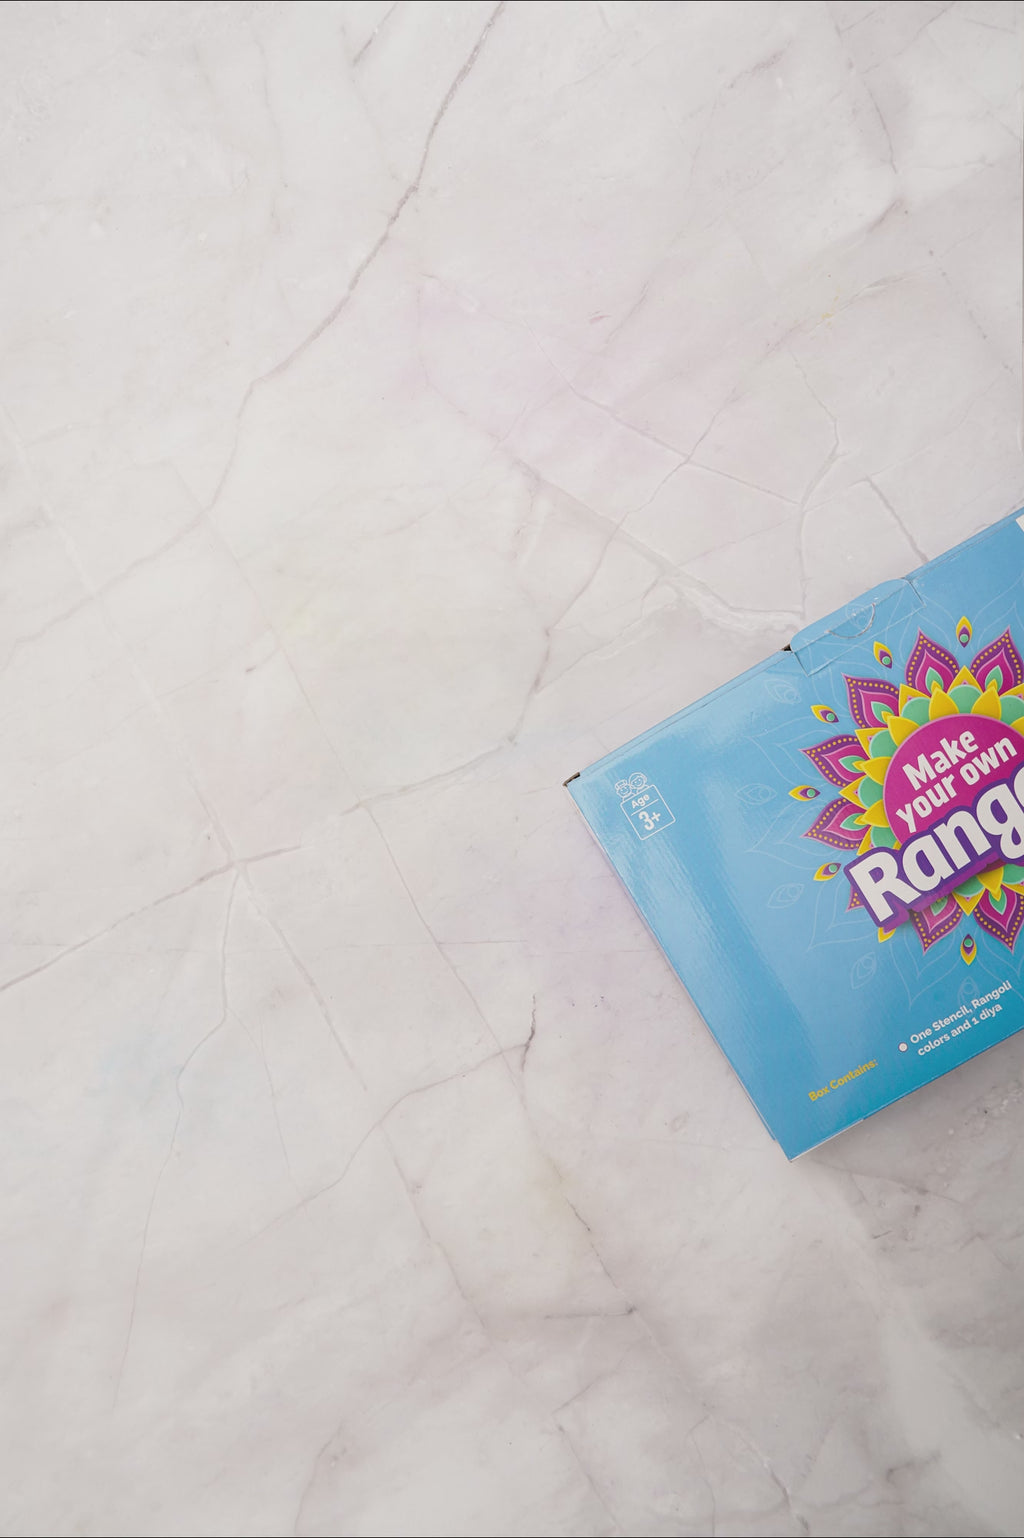 Age
3+
Make
your own
Rang
Box Contains:
One Stencil, Rangoli
colors and 1 diya